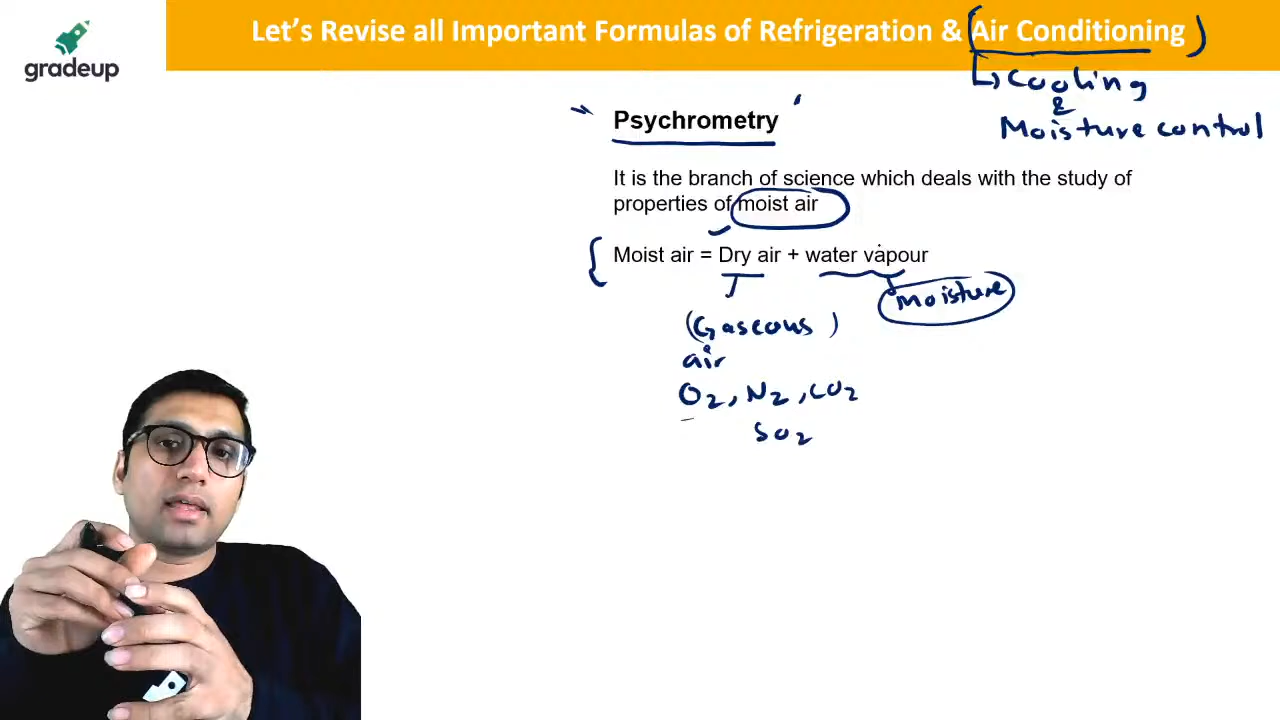 Let's Revise all Important Formulas of Refrigeration & (Air Conditioning)
gradeup
↳ Cooling
&
Moisture control
Psychrometry
It is the branch of science which deals with the study of
properties of moist air
Moist air = Dry air + water vapour
moisture
(Gaseous)
air
O2, N2, CO2
SO2